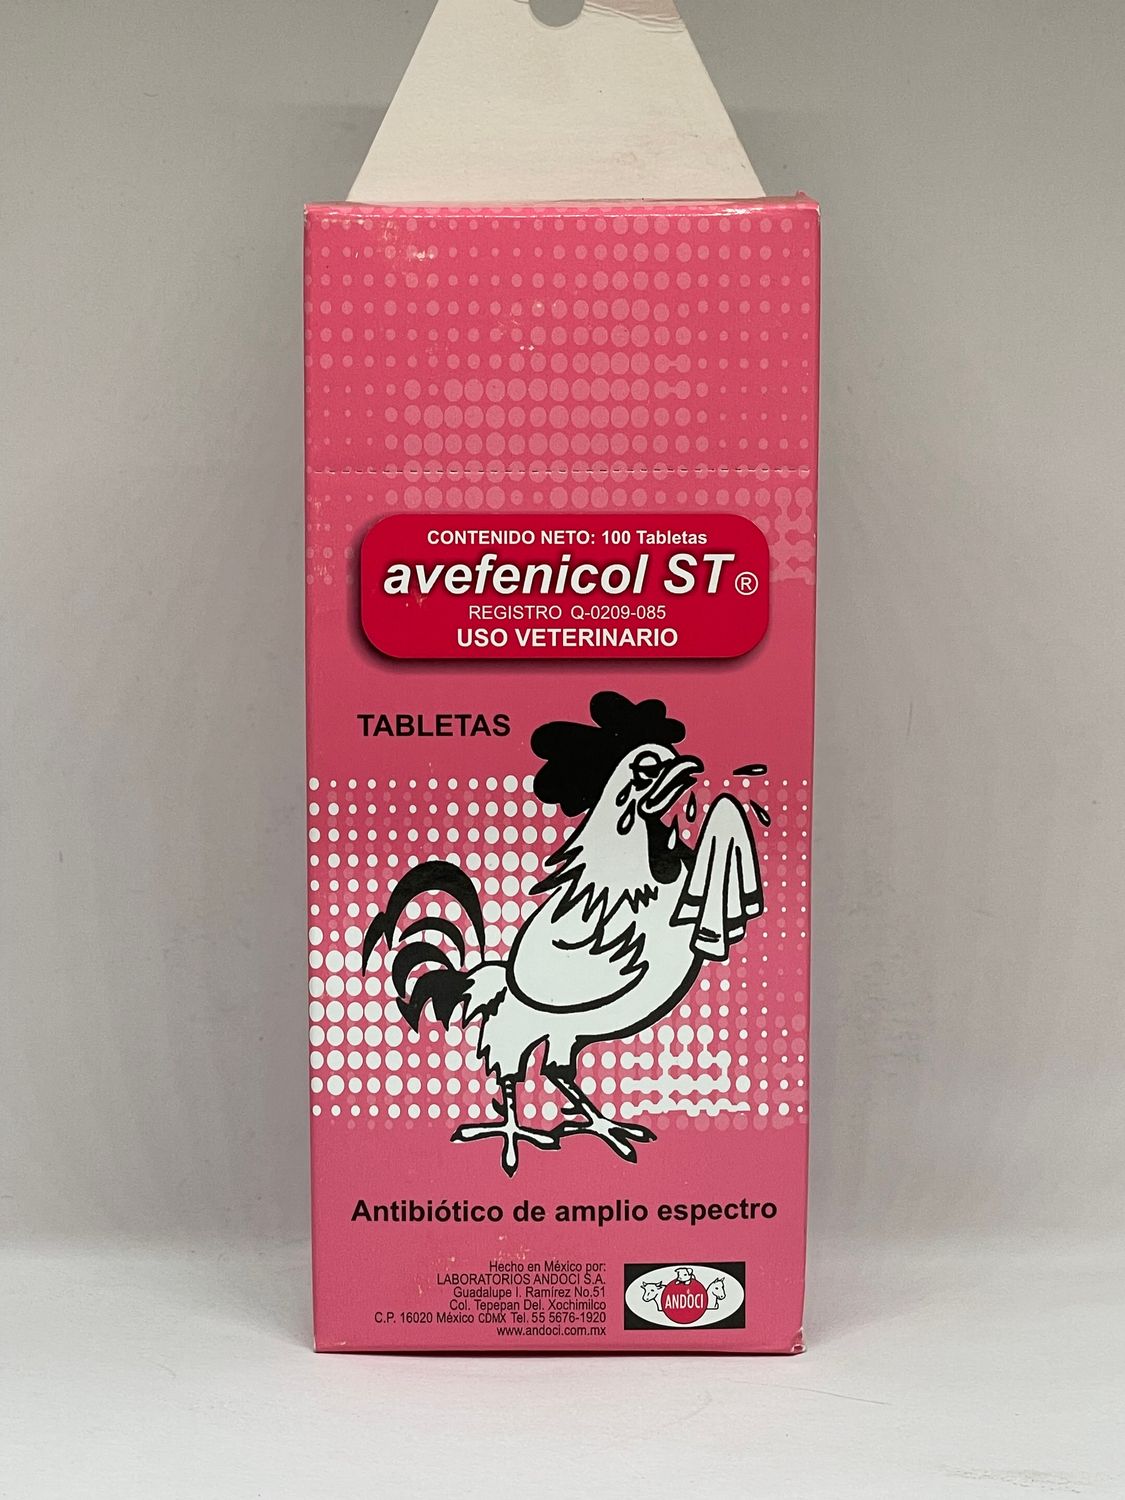 CONTENIDO NETO: 100 Tabletas
avefenicol ST®
REGISTRO Q-0209-085
USO VETERINARIO
TABLETAS
Antibiótico de amplio espectro
Hecho en México por:
LABORATORIOS ANDOCI S.A.
Guadalupe I. Ramírez No.51
Col. Tepepan Del. Xochimilco
C.P. 16020 México CDMX Tel. 55 5676-1920
www.andoci.com.mx
ANDOCI